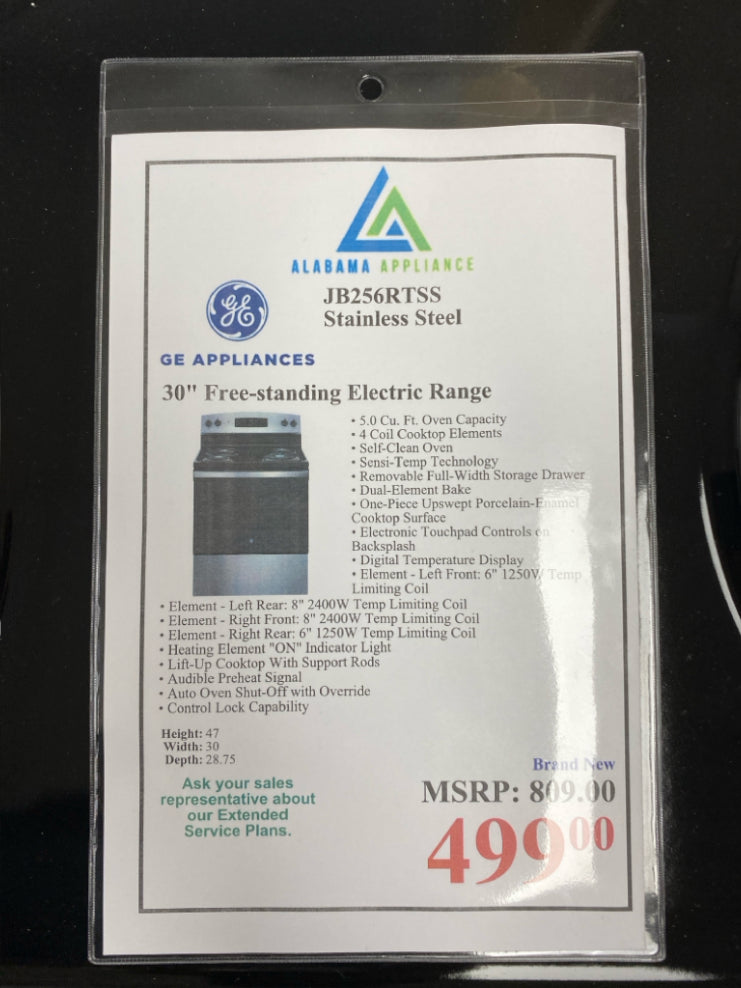 ALABAMA APPLIANCE
GE
JB256RTSS
Stainless Steel
GE APPLIANCES
30" Free-standing Electric Range
• 5.0 Cu. Ft. Oven Capacity
• 4 Coil Cooktop Elements
• Self-Clean Oven
• Sensi-Temp Technology
• Removable Full-Width Storage Drawer
• Dual-Element Bake
• One-Piece Upswept Porcelain-Enamel
Cooktop Surface
• Electronic Touchpad Controls on
Backsplash
• Digital Temperature Display
• Element - Left Front: 6" 1250W Temp
Limiting Coil
• Element - Left Rear: 8" 2400W Temp Limiting Coil
• Element - Right Front: 8" 2400W Temp Limiting Coil
• Element - Right Rear: 6" 1250W Temp Limiting Coil
• Heating Element "ON" Indicator Light
• Lift-Up Cooktop With Support Rods
• Audible Preheat Signal
• Auto Oven Shut-Off with Override
• Control Lock Capability
Height: 47
Width: 30
Depth: 28.75
Ask your sales
representative about
our Extended
Service Plans.
Brand New
MSRP: 809.00
49900